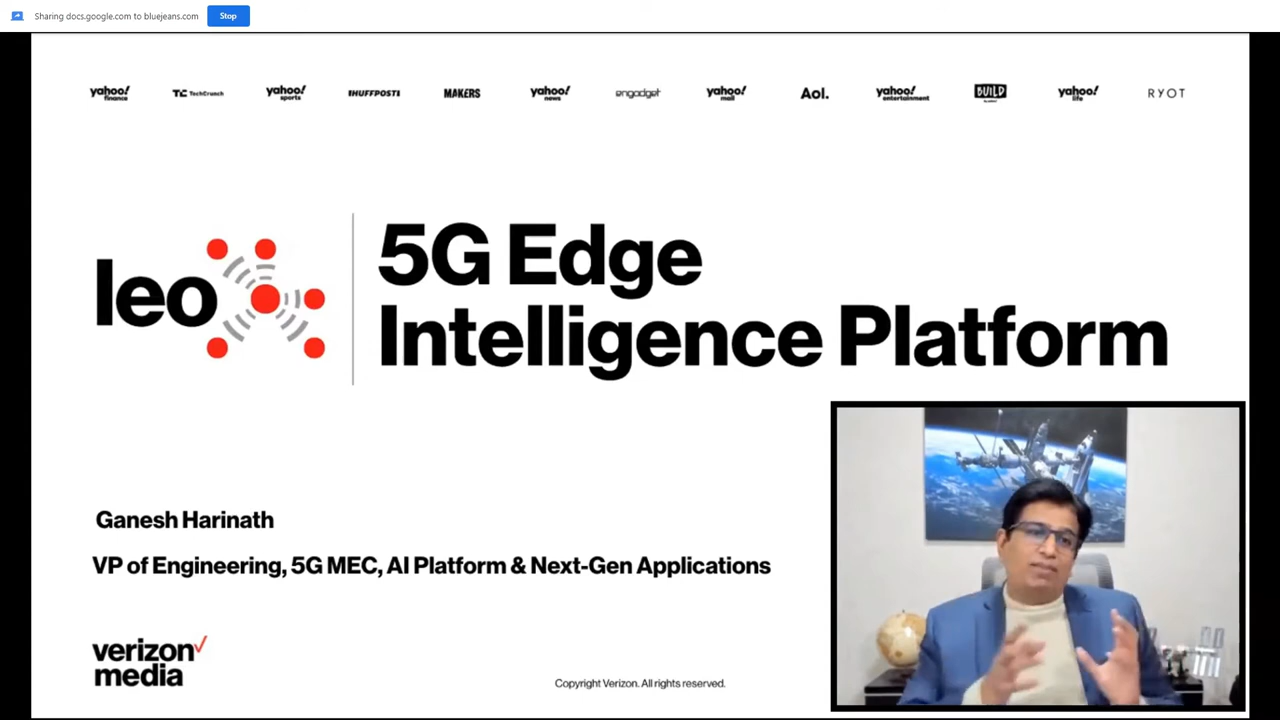 Sharing docs.google.com to bluejeans.com Stop
yahoo! finance TC TechCrunch yahoo! sports HUFFPOST MAKERS yahoo! news engadget yahoo! mail Aol. yahoo! entertainment BUILD yahoo! life RYOT
leo
5G Edge
Intelligence Platform
Ganesh Harinath
VP of Engineering, 5G MEC, AI Platform & Next-Gen Applications
verizon
media
Copyright Verizon. All rights reserved.